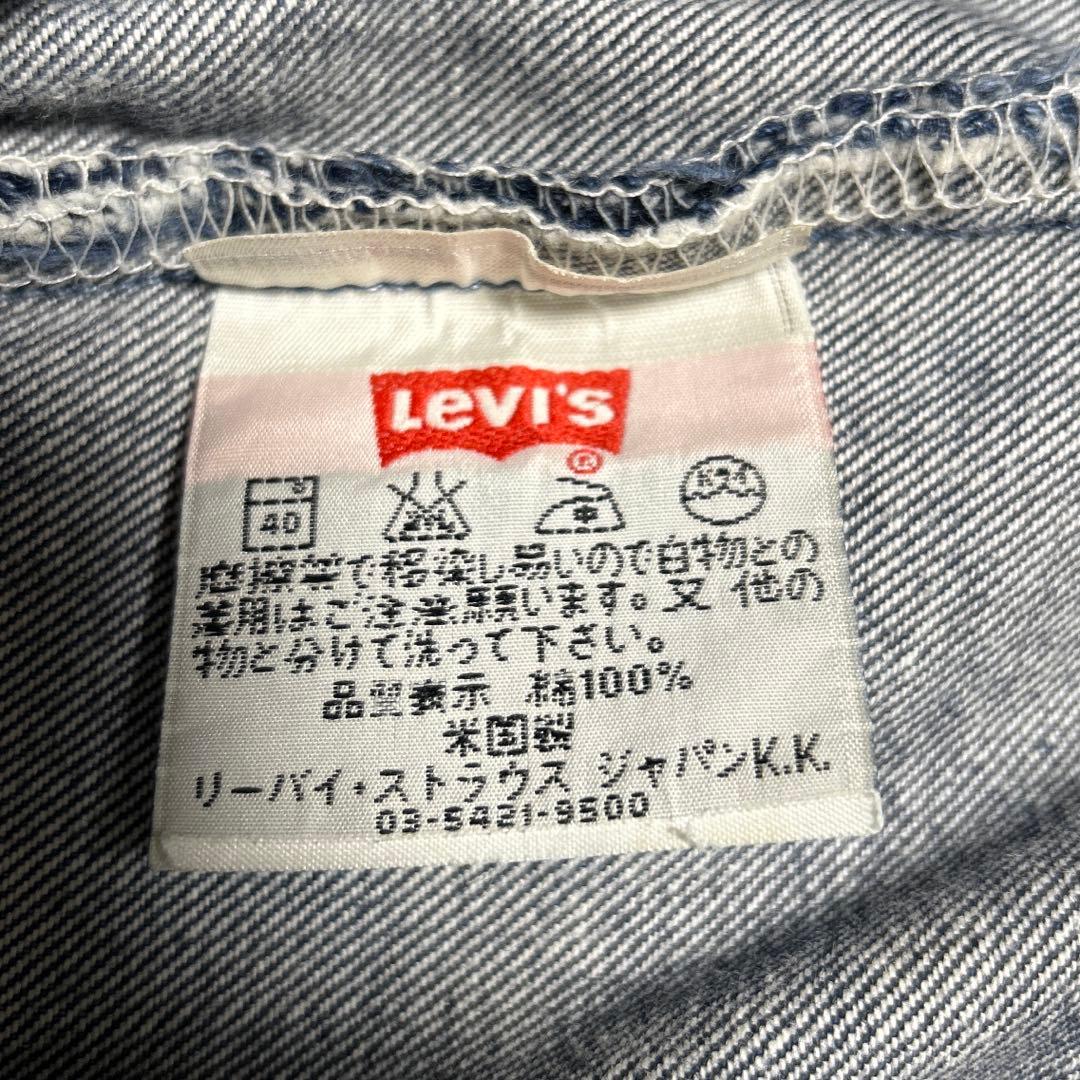 Levi's ®
40
摩擦等で移染し易いので白物との
着用はご注意願います。又 他の
物と分けて洗って下さい。
品質表示 綿100%
米国製
リーバイ・ストラウス ジャパンK.K.
03-5421-9500